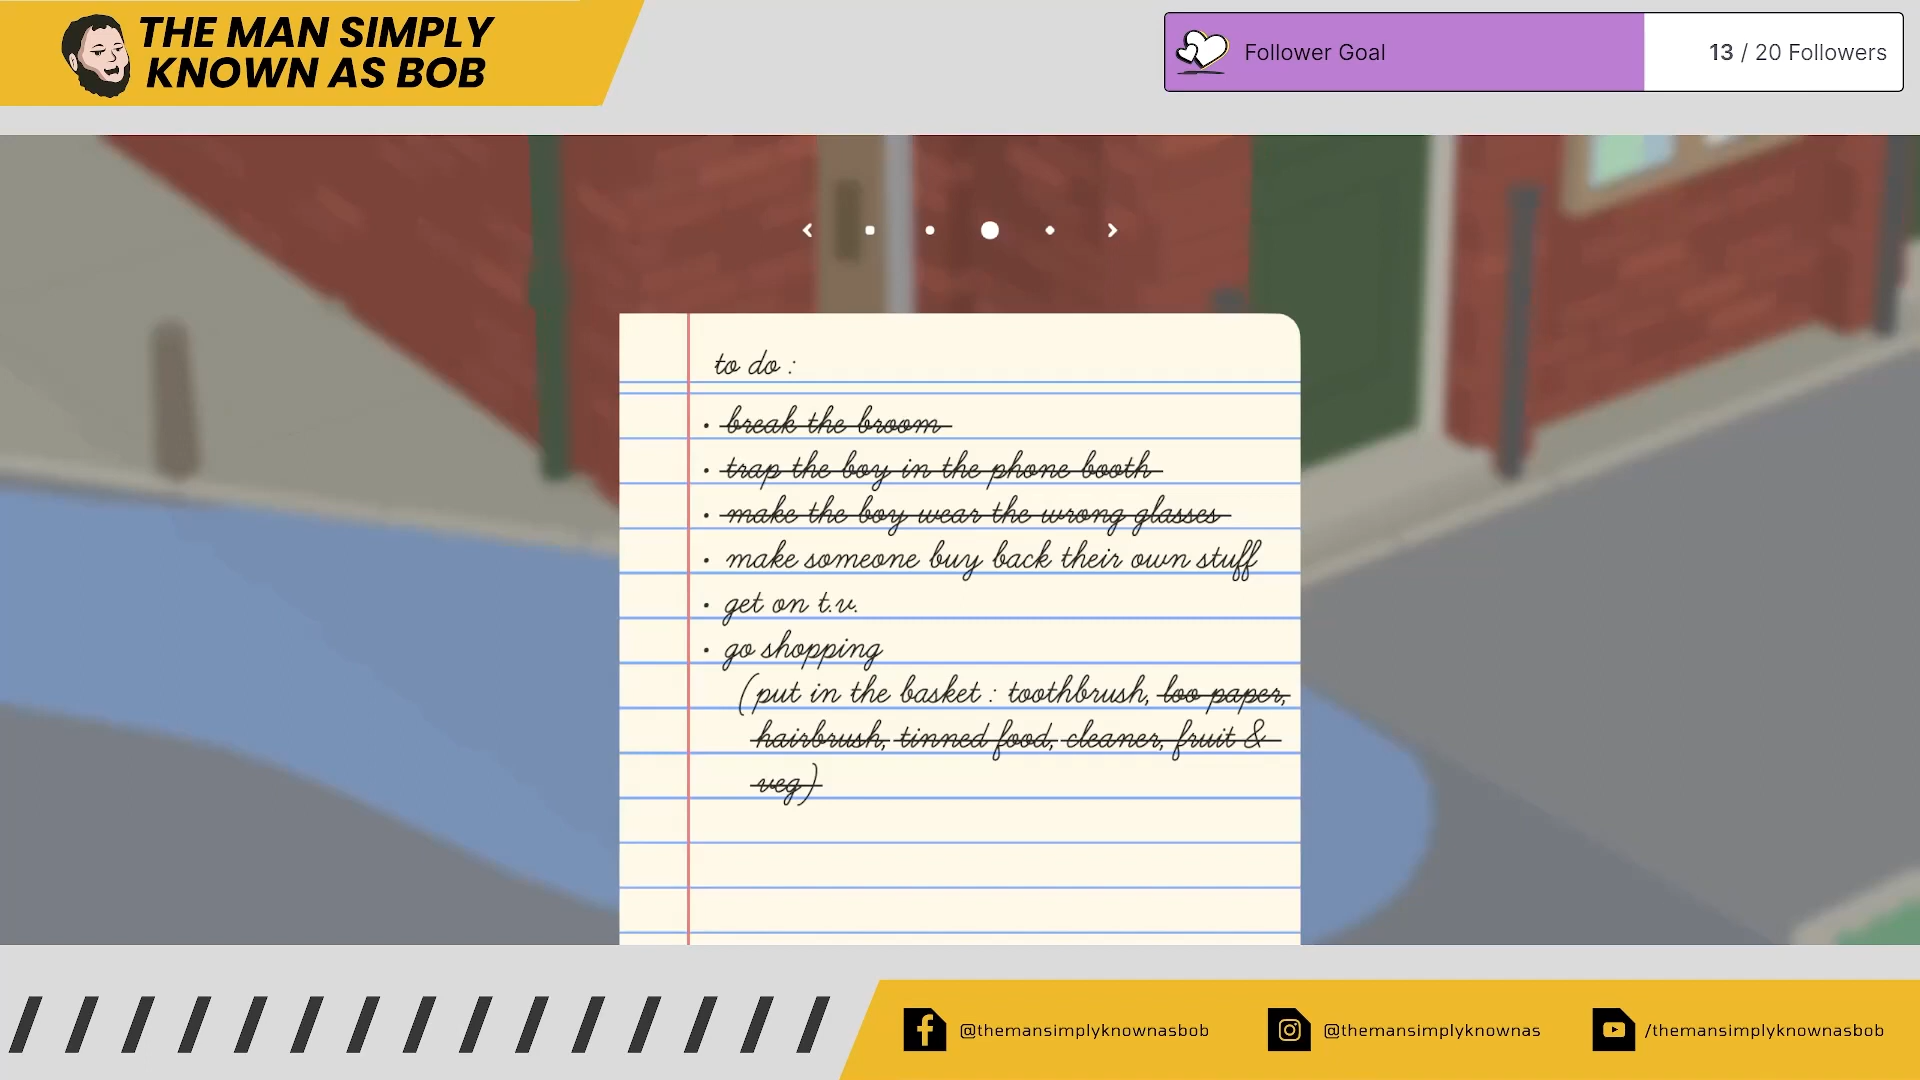 THE MAN SIMPLY
KNOWN AS BOB
Follower Goal
13 / 20 Followers
to do :
• break the broom
• trap the boy in the phone booth
• make the boy wear the wrong glasses
• make someone buy back their own stuff
• get on t.v.
• go shopping
(put in the basket : toothbrush, loo paper,
hairbrush, tinned food, cleaner, fruit &
veg)
@themansimplyknownasbob
@themansimplyknownas
/themansimplyknownasbob